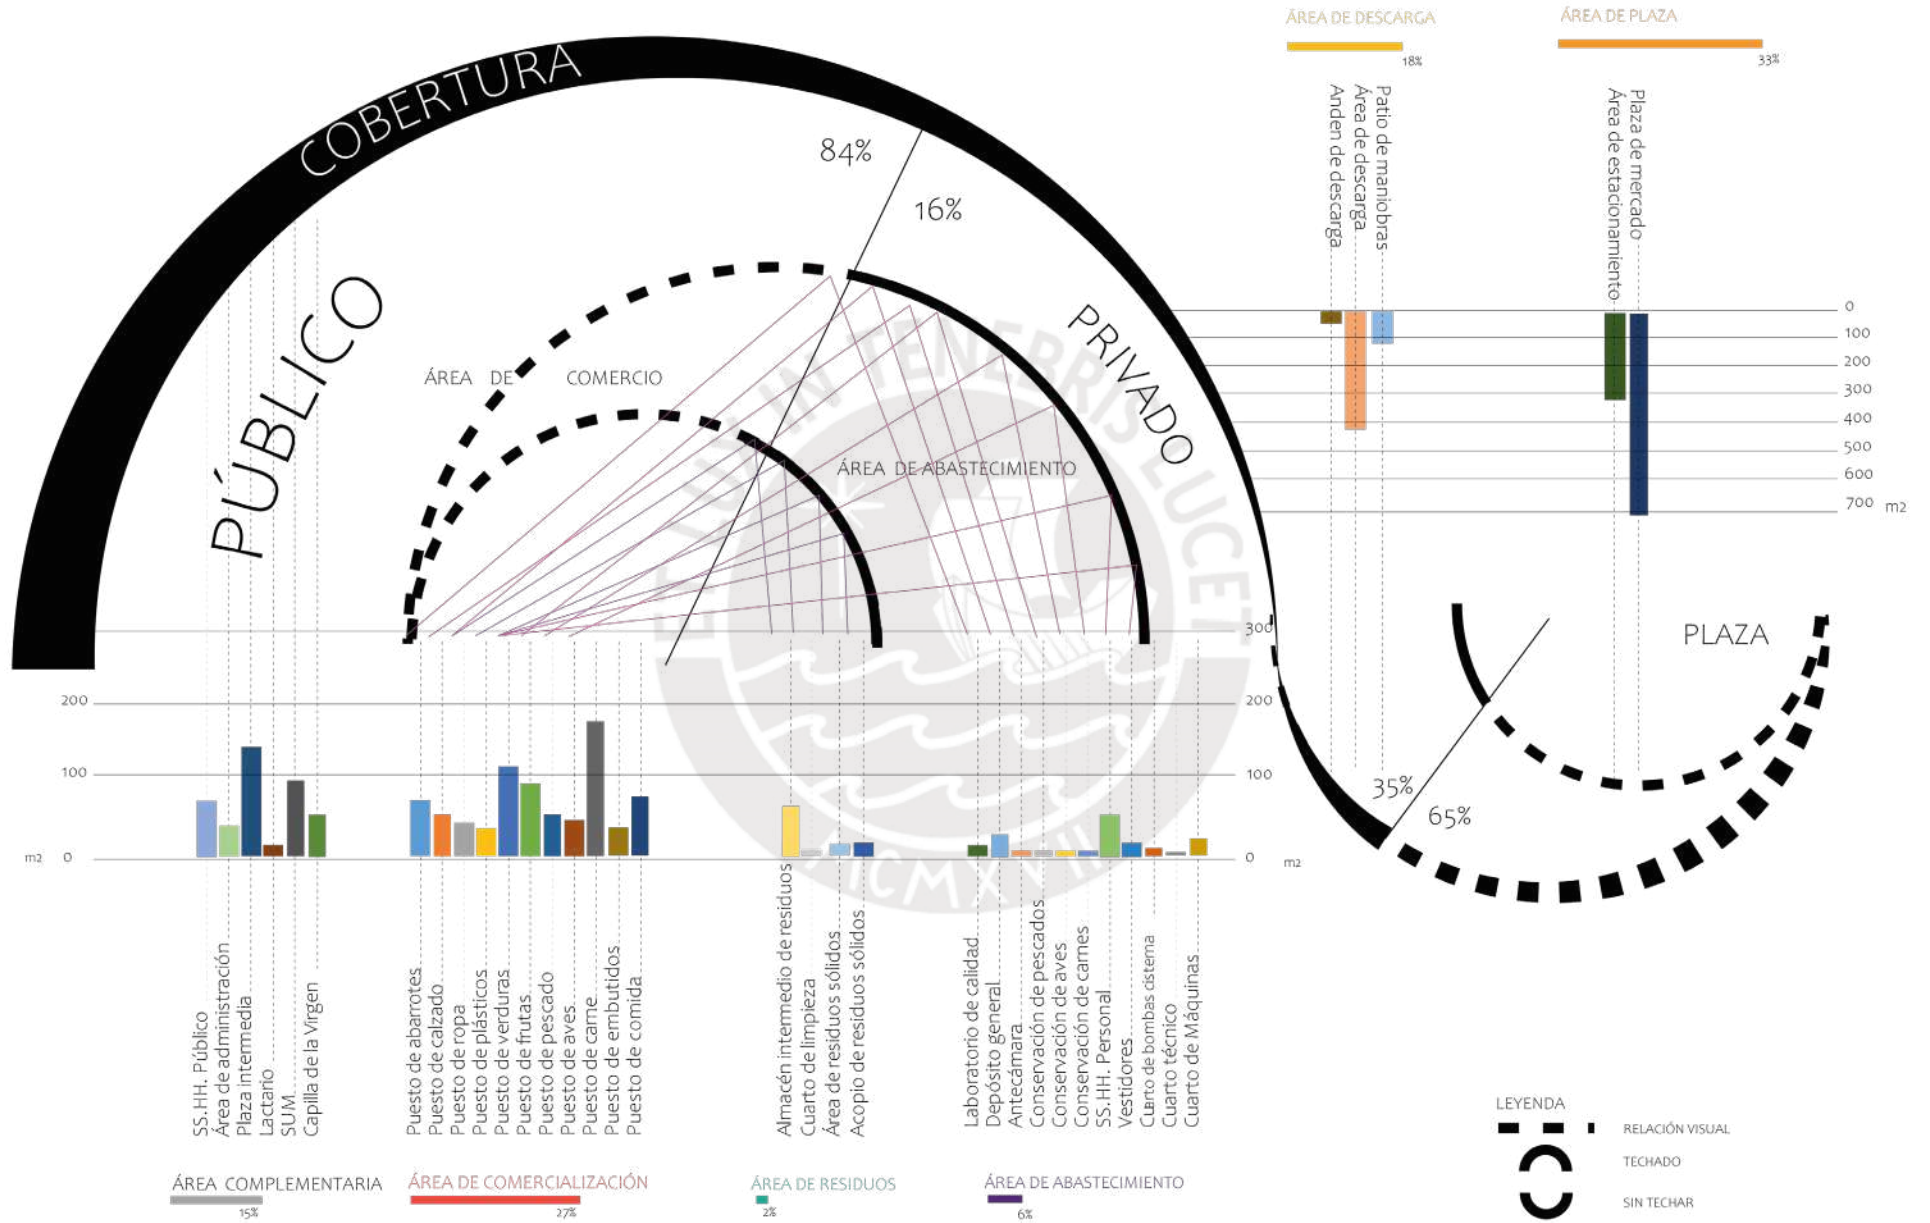 ÁREA DE DESCARGA
18%
ÁREA DE PLAZA
33%
COBERTURA
84%
16%
PÚBLICO
PRIVADO
ÁREA DE COMERCIO
ÁREA DE ABASTECIMIENTO
Anden de descarga
Área de descarga
Patio de maniobras
Área de estacionamiento
Plaza de mercado
0
100
200
300
400
500
600
700 m2
ET LUX IN TENEBRIS LUCET
MCMXVII
PLAZA
35%
65%
300
200
200
100
100
m2 0
0 m2
SS.HH. Público
Área de administración
Plaza intermedia
Lactario
SUM
Capilla de la Virgen
Puesto de abarrotes
Puesto de calzado
Puesto de ropa
Puesto de plásticos
Puesto de verduras
Puesto de frutas
Puesto de pescado
Puesto de aves
Puesto de carne
Puesto de embutidos
Puesto de comida
Almacén intermedio de residuos
Cuarto de limpieza
Área de residuos sólidos
Acopio de residuos sólidos
Laboratorio de calidad
Depósito general
Antecámara
Conservación de pescados
Conservación de aves
Conservación de carnes
SS.HH. Personal
Vestidores
Cuarto de bombas cisterna
Cuarto técnico
Cuarto de Máquinas
ÁREA COMPLEMENTARIA
15%
ÁREA DE COMERCIALIZACIÓN
27%
ÁREA DE RESIDUOS
2%
ÁREA DE ABASTECIMIENTO
6%
LEYENDA
RELACIÓN VISUAL
TECHADO
SIN TECHAR